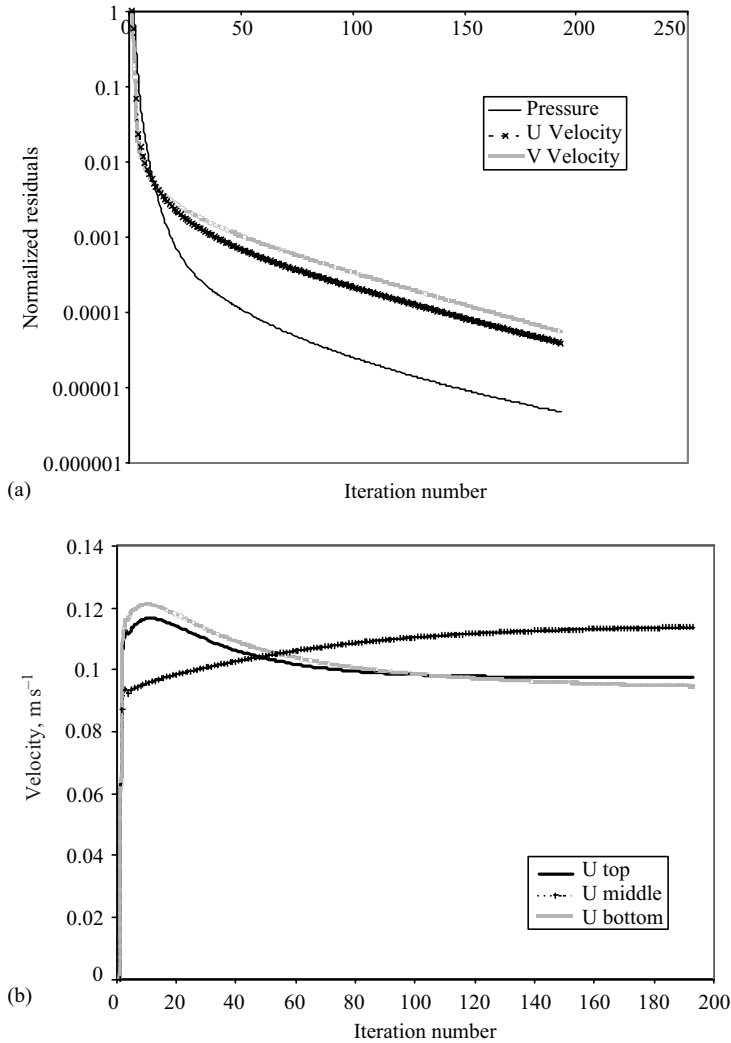 1
0.1
0.01
0.001
0.0001
0.00001
0.000001
0
50
100
150
200
250
Normalized residuals
Pressure
U Velocity
V Velocity
(a)
Iteration number
0.14
0.12
0.1
0.08
0.06
0.04
0.02
0
Velocity, m s⁻¹
U top
U middle
U bottom
(b)
0
20
40
60
80
100
120
140
160
180
200
Iteration number